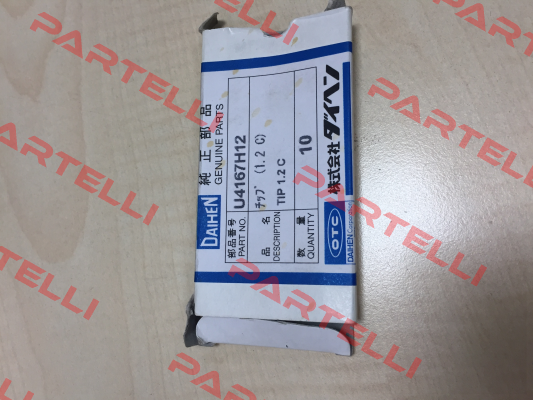 DAIHEN 純正部品
GENUINE PARTS
部品番号
PART NO. U4167H12
品名 チップ (1.2 C)
DESCRIPTION TIP 1.2 C
数量
QUANTITY 10
OTC 株式会社ダイヘン
DAIHEN Corporation
PARTELLI
PARTELLI
PARTELLI
PARTELLI
PARTELLI
PARTELLI